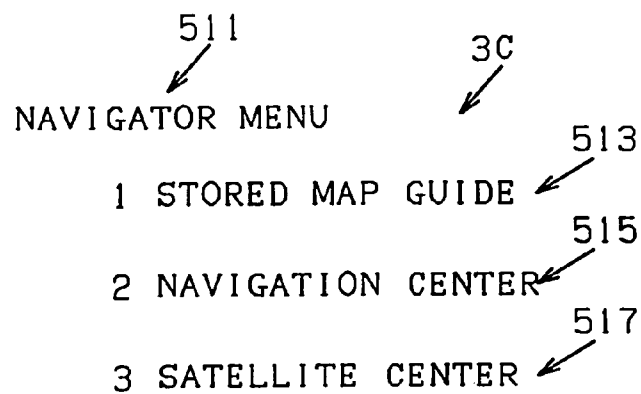 511
3C
NAVIGATOR MENU
513
1 STORED MAP GUIDE
515
2 NAVIGATION CENTER
517
3 SATELLITE CENTER